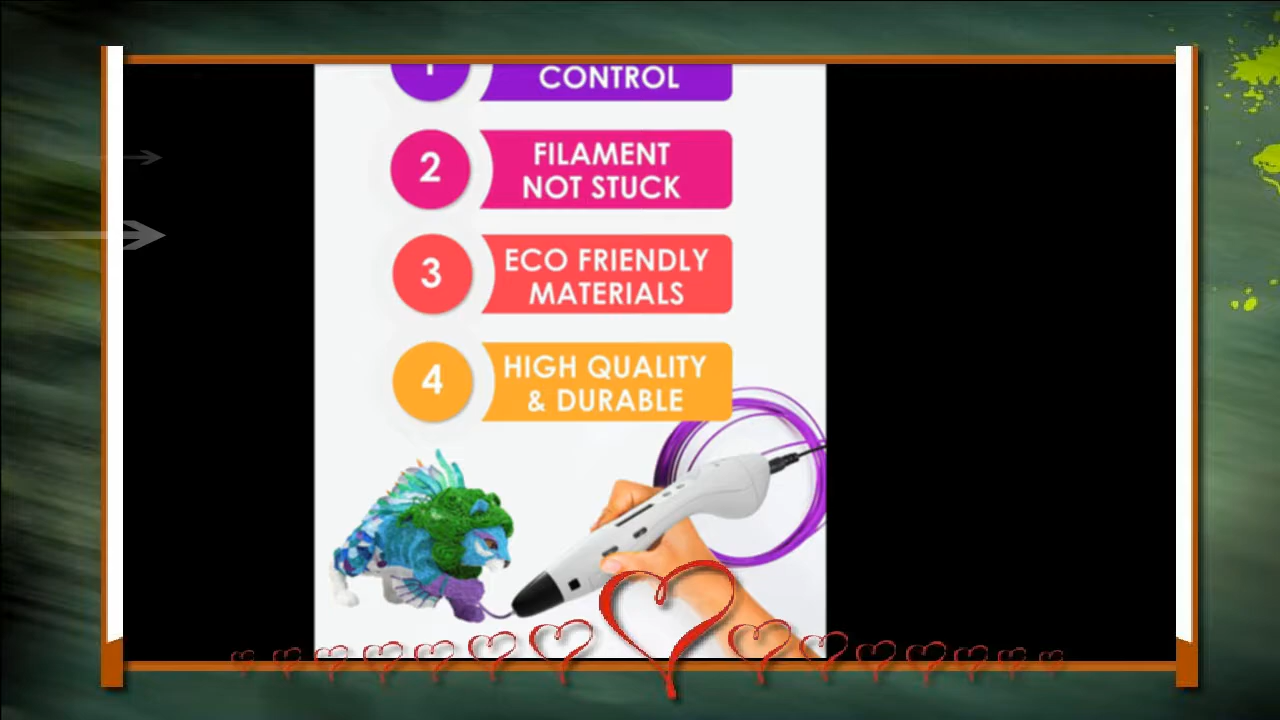 CONTROL
2
FILAMENT
NOT STUCK
3
ECO FRIENDLY
MATERIALS
4
HIGH QUALITY
& DURABLE